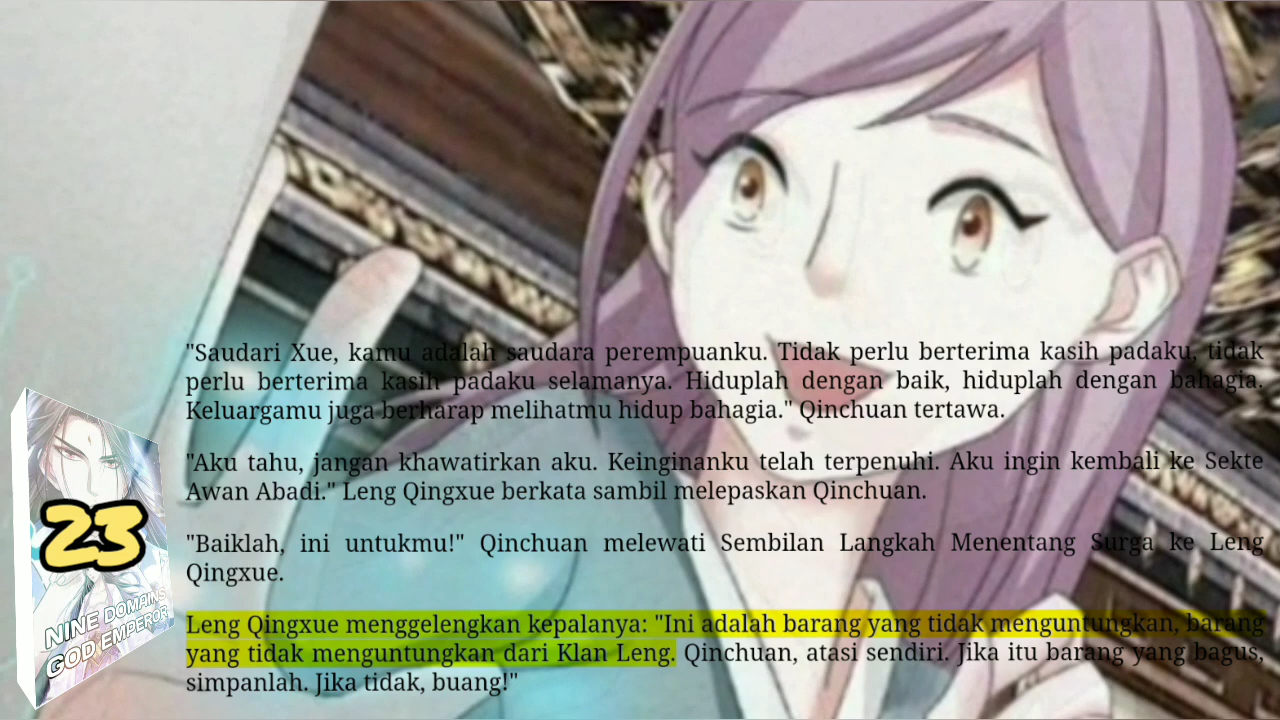 "Saudari Xue, kamu adalah saudara perempuanku. Tidak perlu berterima kasih padaku, tidak
perlu berterima kasih padaku selamanya. Hiduplah dengan baik, hiduplah dengan bahagia.
Keluargamu juga berharap melihatmu hidup bahagia." Qinchuan tertawa.
"Aku tahu, jangan khawatirkan aku. Keinginanku telah terpenuhi. Aku ingin kembali ke Sekte
Awan Abadi." Leng Qingxue berkata sambil melepaskan Qinchuan.
"Baiklah, ini untukmu!" Qinchuan melewati Sembilan Langkah Menentang Surga ke Leng
Qingxue.
Leng Qingxue menggelengkan kepalanya: "Ini adalah barang yang tidak menguntungkan, barang
yang tidak menguntungkan dari Klan Leng. Qinchuan, atasi sendiri. Jika itu barang yang bagus,
simpanlah. Jika tidak, buang!"
23
NINE DOMAINS
GOD EMPEROR